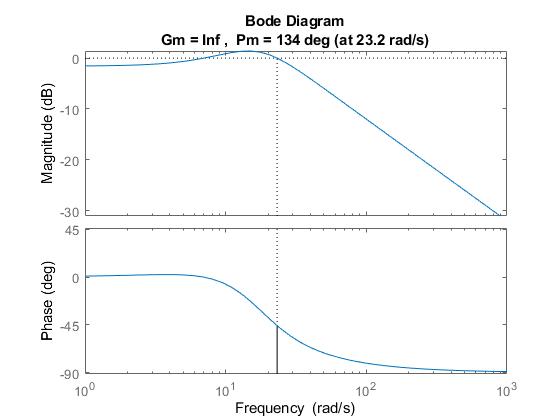 Bode Diagram
Gm = Inf , Pm = 134 deg (at 23.2 rad/s)
0
-10
-20
-30
Magnitude (dB)
45
0
-45
-90
Phase (deg)
10^0 10^1 10^2 10^3
Frequency (rad/s)